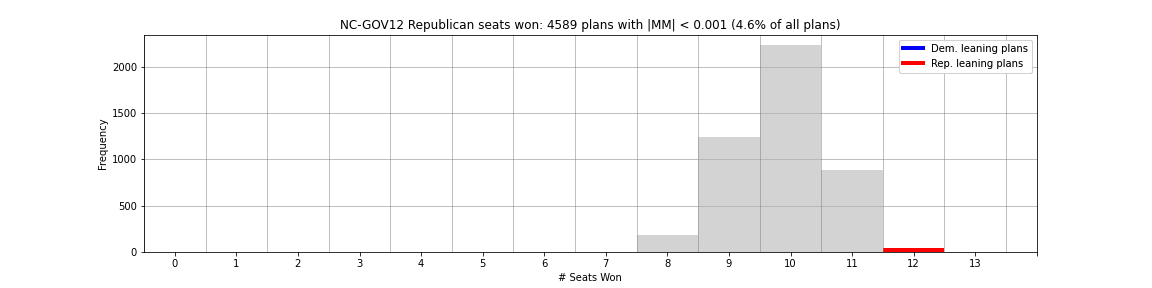 NC-GOV12 Republican seats won: 4589 plans with |MM| < 0.001 (4.6% of all plans)
Dem. leaning plans
Rep. leaning plans
Frequency
2000
1500
1000
500
0
0 1 2 3 4 5 6 7 8 9 10 11 12 13
# Seats Won